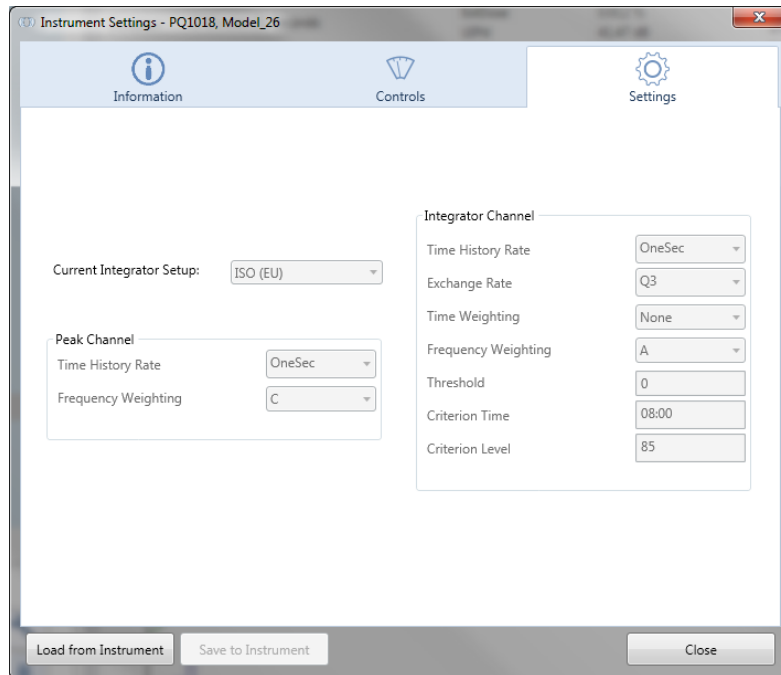 Instrument Settings - PQ1018, Model_26
Information
Controls
Settings
Current Integrator Setup:
ISO (EU)
Peak Channel
Time History Rate
OneSec
Frequency Weighting
C
Integrator Channel
Time History Rate
OneSec
Exchange Rate
Q3
Time Weighting
None
Frequency Weighting
A
Threshold
0
Criterion Time
08:00
Criterion Level
85
Load from Instrument
Save to Instrument
Close